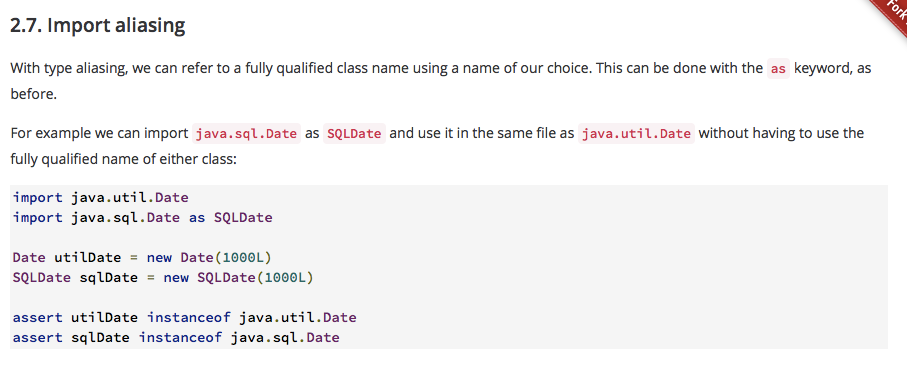 Fork
2.7. Import aliasing
With type aliasing, we can refer to a fully qualified class name using a name of our choice. This can be done with the as keyword, as
before.
For example we can import java.sql.Date as SQLDate and use it in the same file as java.util.Date without having to use the
fully qualified name of either class:
import java.util.Date
import java.sql.Date as SQLDate
Date utilDate = new Date(1000L)
SQLDate sqlDate = new SQLDate(1000L)
assert utilDate instanceof java.util.Date
assert sqlDate instanceof java.sql.Date